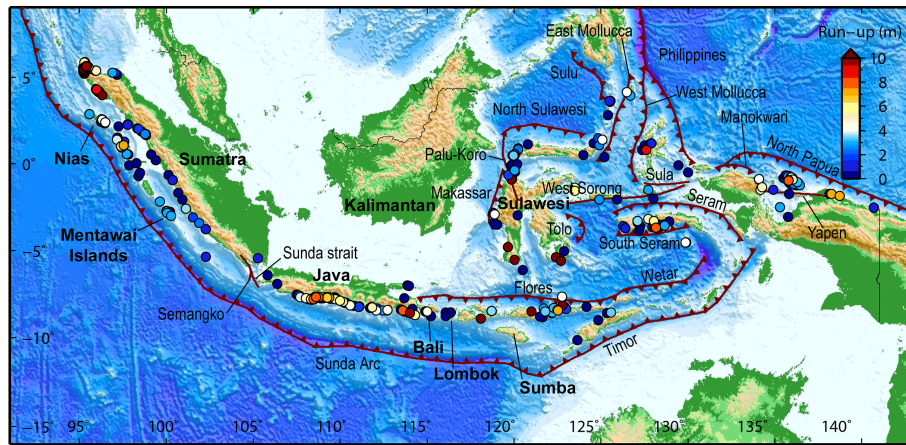 East Mollucca
Philippines
Run−up (m)
10
8
6
4
2
0
Sulu
West Mollucca
5°
North Sulawesi
Manokwari
Nias
Palu-Koro
North Papua
Sumatra
0°
Sula
Makassar
West Sorong
Kalimantan
Sulawesi
Seram
Mentawai
Islands
Tolo
South Seram
Yapen
Sunda strait
−5°
Java
Wetar
Flores
Semangko
−10°
Bali
Timor
Sunda Arc
Lombok
Sumba
−15°
95°
100°
105°
110°
115°
120°
125°
130°
135°
140°